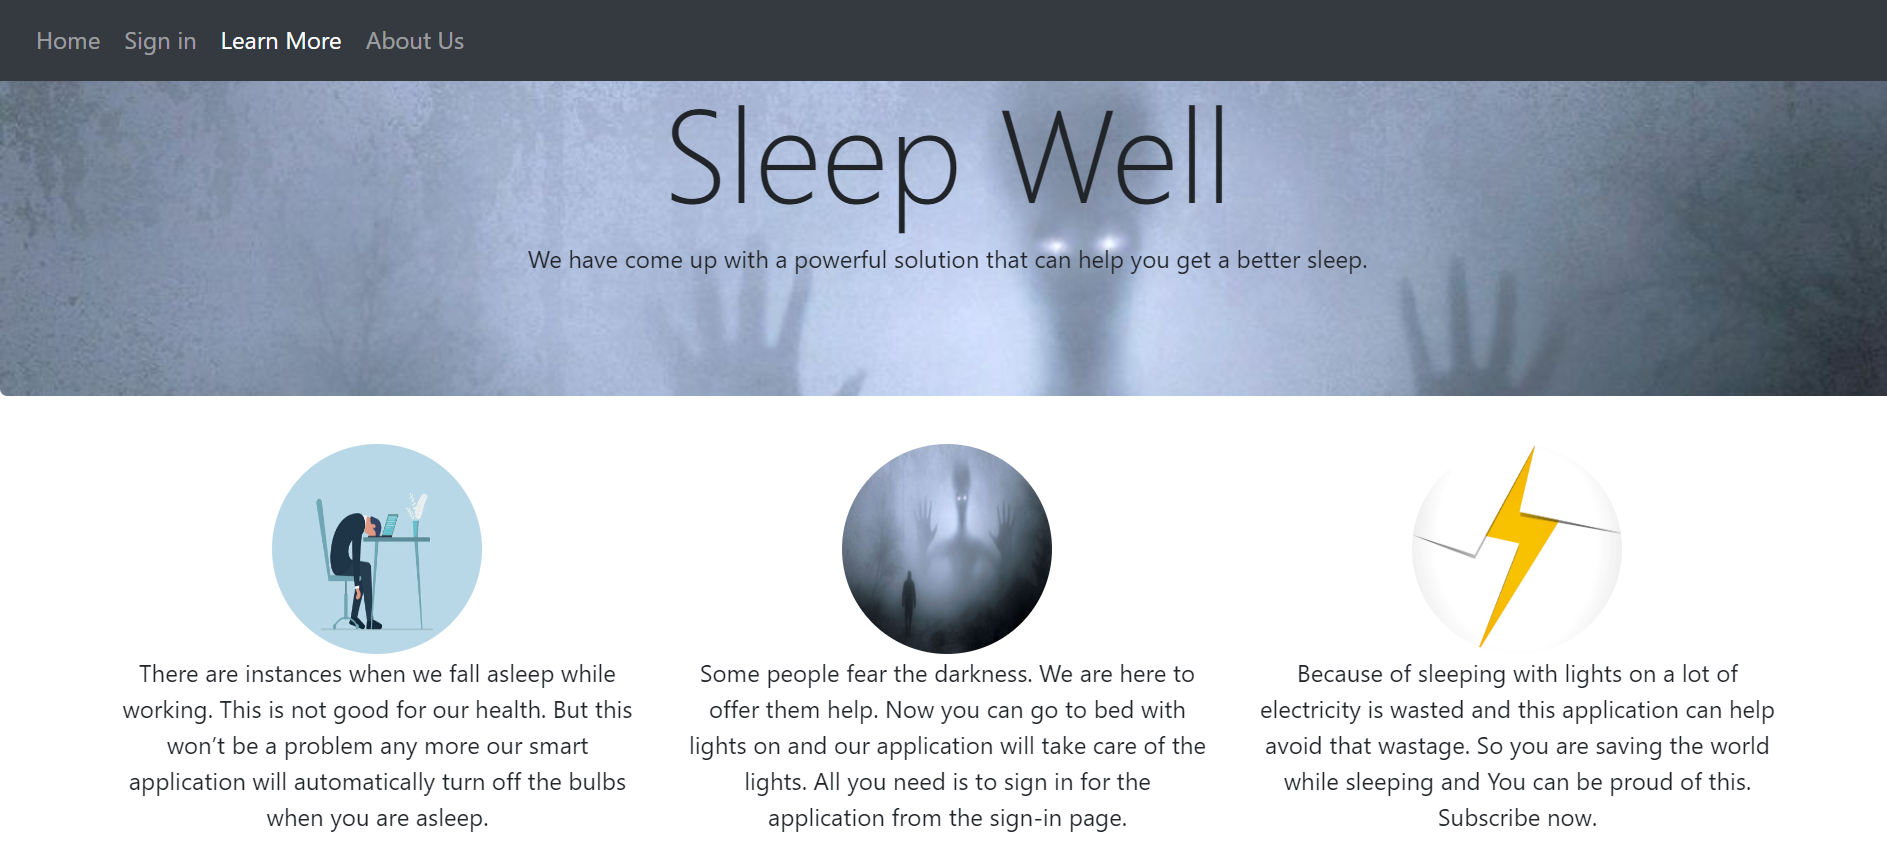 Home Sign in Learn More About Us
Sleep Well
We have come up with a powerful solution that can help you get a better sleep.
There are instances when we fall asleep while
working. This is not good for our health. But this
won’t be a problem any more our smart
application will automatically turn off the bulbs
when you are asleep.
Some people fear the darkness. We are here to
offer them help. Now you can go to bed with
lights on and our application will take care of the
lights. All you need is to sign in for the
application from the sign-in page.
Because of sleeping with lights on a lot of
electricity is wasted and this application can help
avoid that wastage. So you are saving the world
while sleeping and You can be proud of this.
Subscribe now.